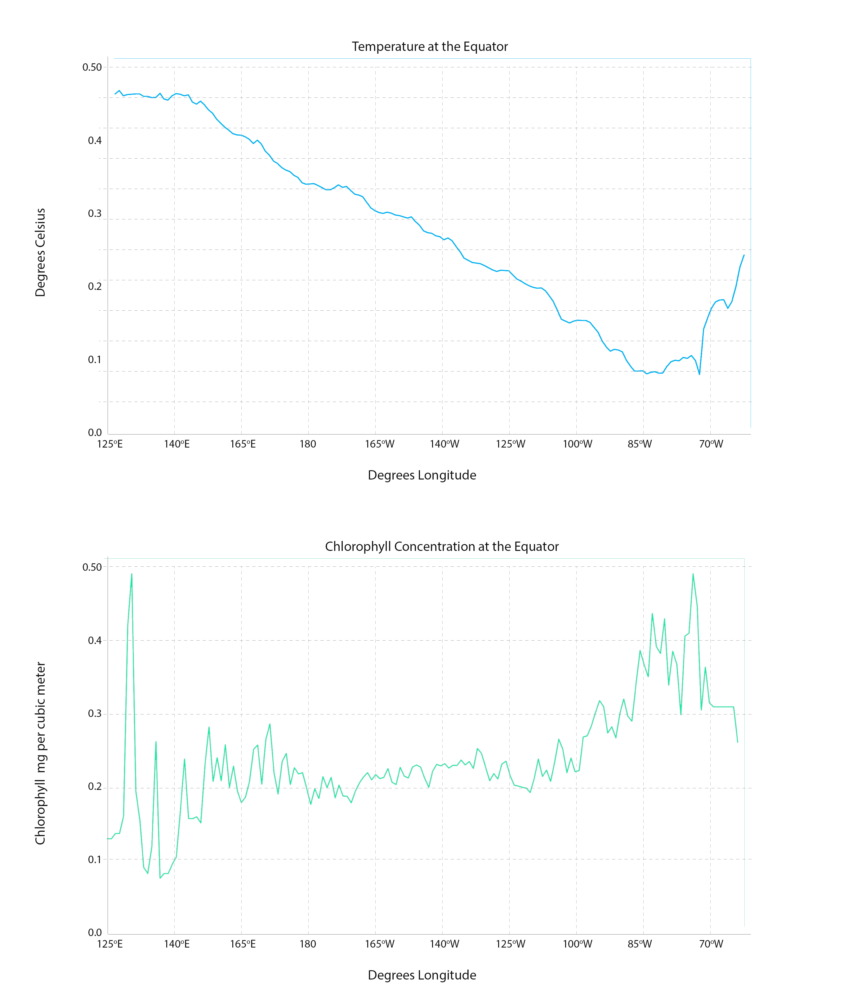 Temperature at the Equator
0.50
0.4
0.3
0.2
0.1
0.0
Degrees Celsius
125ºE 140ºE 165ºE 180 165ºW 140ºW 125ºW 100ºW 85ºW 70ºW
Degrees Longitude
Chlorophyll Concentration at the Equator
0.50
0.4
0.3
0.2
0.1
0.0
Chlorophyll mg per cubic meter
125ºE 140ºE 165ºE 180 165ºW 140ºW 125ºW 100ºW 85ºW 70ºW
Degrees Longitude